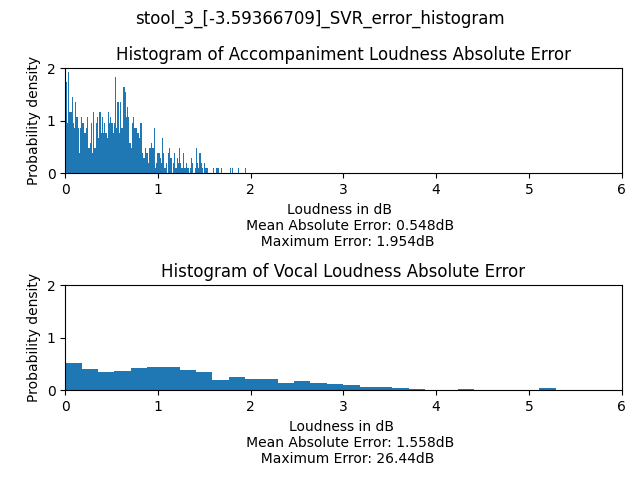 stool_3_[-3.59366709]_SVR_error_histogram
Histogram of Accompaniment Loudness Absolute Error
Probability density
2
1
0
0 1 2 3 4 5 6
Loudness in dB
Mean Absolute Error: 0.548dB
Maximum Error: 1.954dB
Histogram of Vocal Loudness Absolute Error
Probability density
2
1
0
0 1 2 3 4 5 6
Loudness in dB
Mean Absolute Error: 1.558dB
Maximum Error: 26.44dB